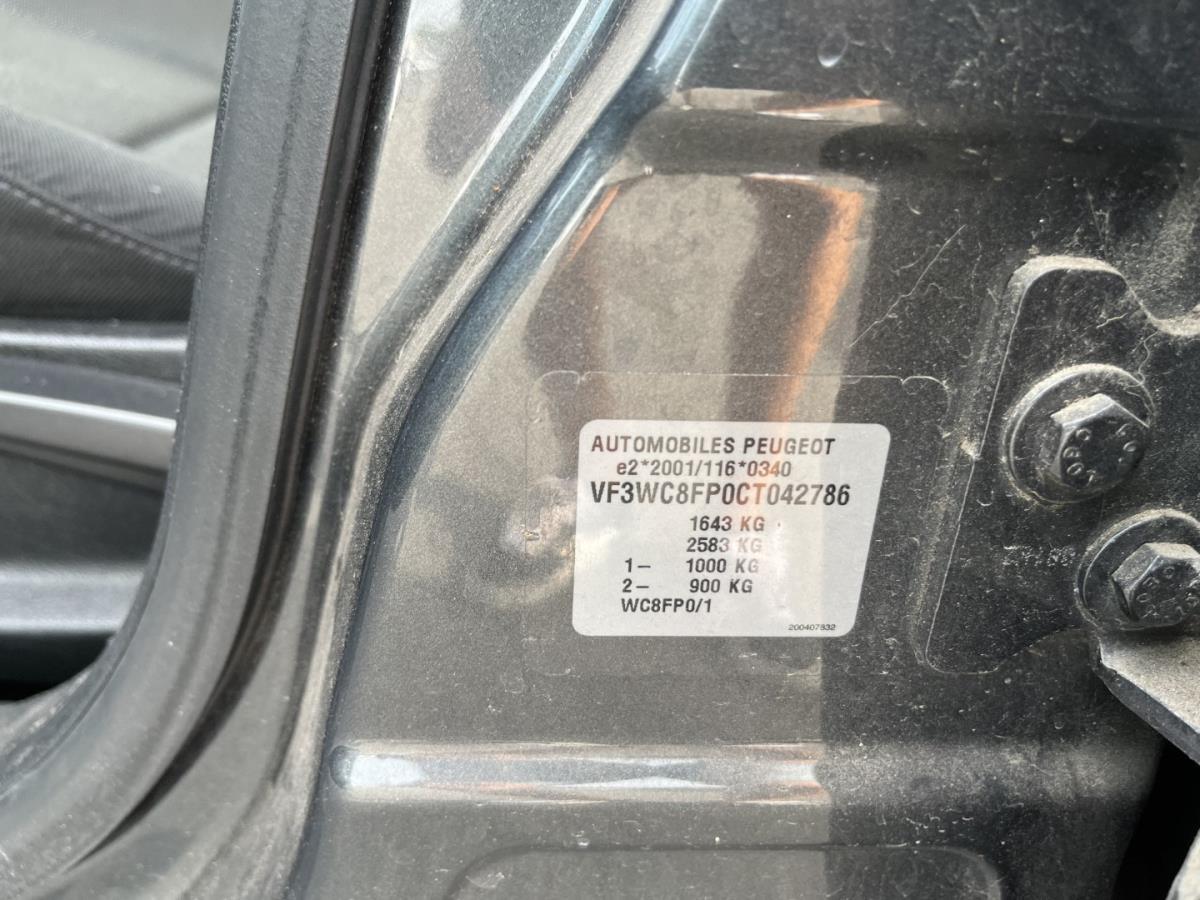 AUTOMOBILES PEUGEOT
e2*2001/116*0340
VF3WC8FP0CT042786
1643 KG
2583 KG
1- 1000 KG
2- 900 KG
WC8FP0/1
200407832